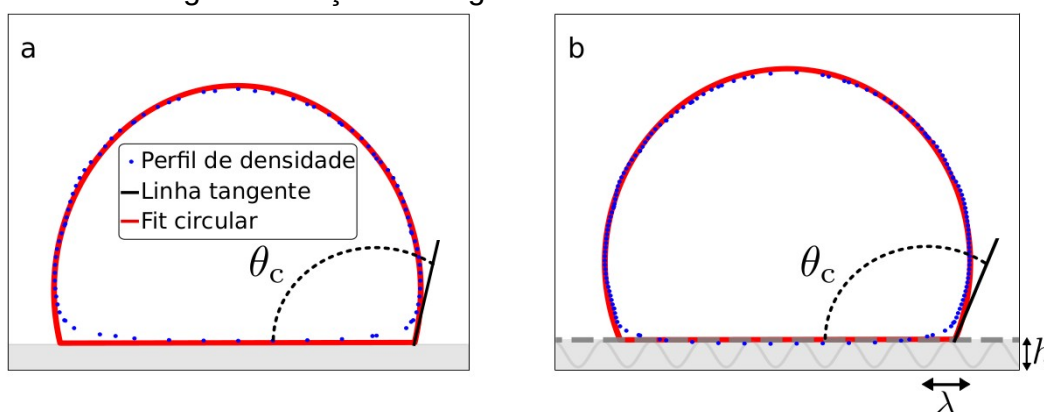 a
Perfil de densidade
Linha tangente
Fit circular
θc
b
θc
h
λ